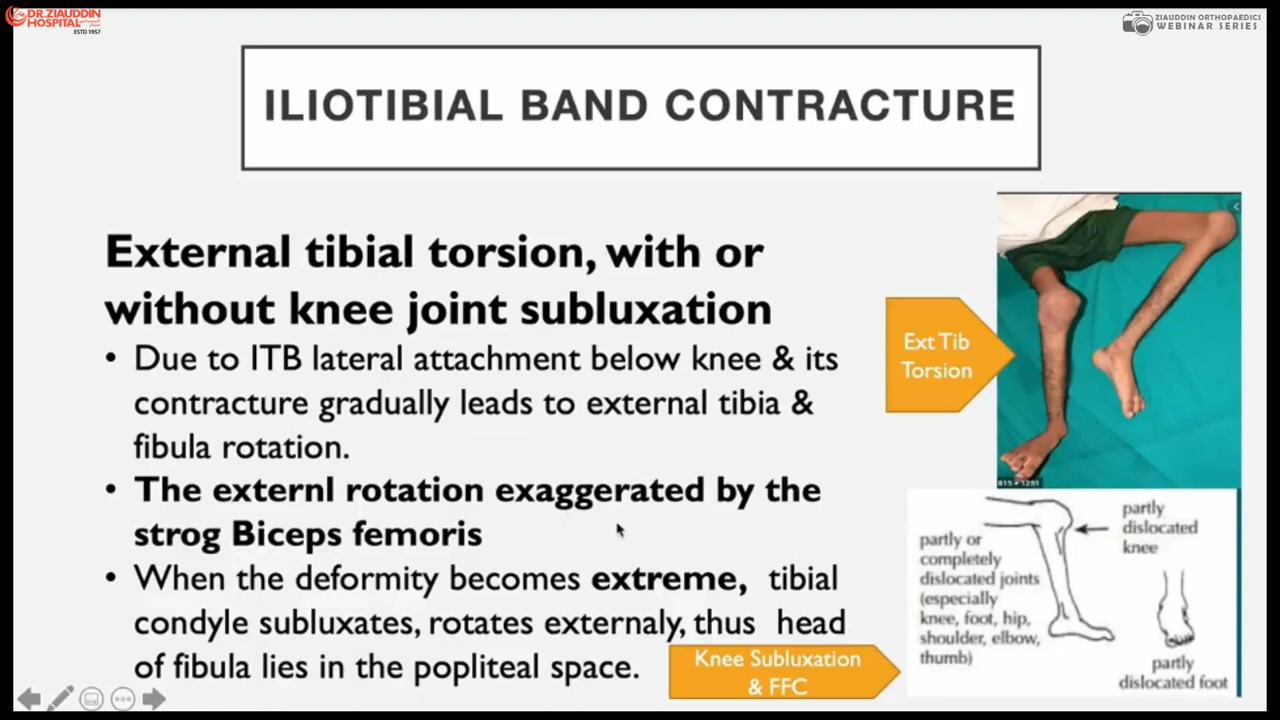 DR.ZIAUDDIN
HOSPITAL
ESTD 1957
ZIAUDDIN ORTHOPAEDICS
WEBINAR SERIES
ILIOTIBIAL BAND CONTRACTURE
External tibial torsion, with or
without knee joint subluxation
• Due to ITB lateral attachment below knee & its
contracture gradually leads to external tibia &
fibula rotation.
• The externl rotation exaggerated by the
strog Biceps femoris
• When the deformity becomes extreme, tibial
condyle subluxates, rotates externaly, thus head
of fibula lies in the popliteal space.
Ext Tib
Torsion
815 × 1251
Knee Subluxation
& FFC
partly or
completely
dislocated joints
(especially
knee, foot, hip,
shoulder, elbow,
thumb)
partly
dislocated
knee
partly
dislocated foot